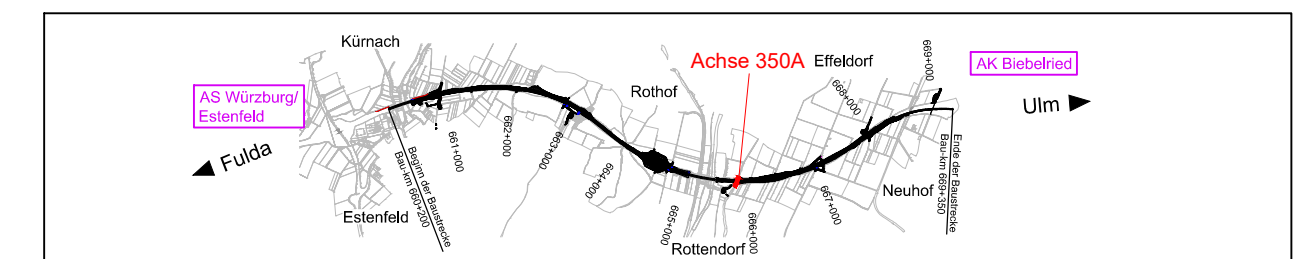 Kürnach
Achse 350A
Effeldorf
669+000
AK Biebelried
AS Würzburg/
Estenfeld
Rothof
668+000
Ulm
Fulda
661+000
662+000
663+000
664+000
Beginn der Baustrecke
Bau-km 660+200
Ende der Baustrecke
Bau-km 669+350
Neuhof
667+000
Estenfeld
665+000
666+000
Rottendorf